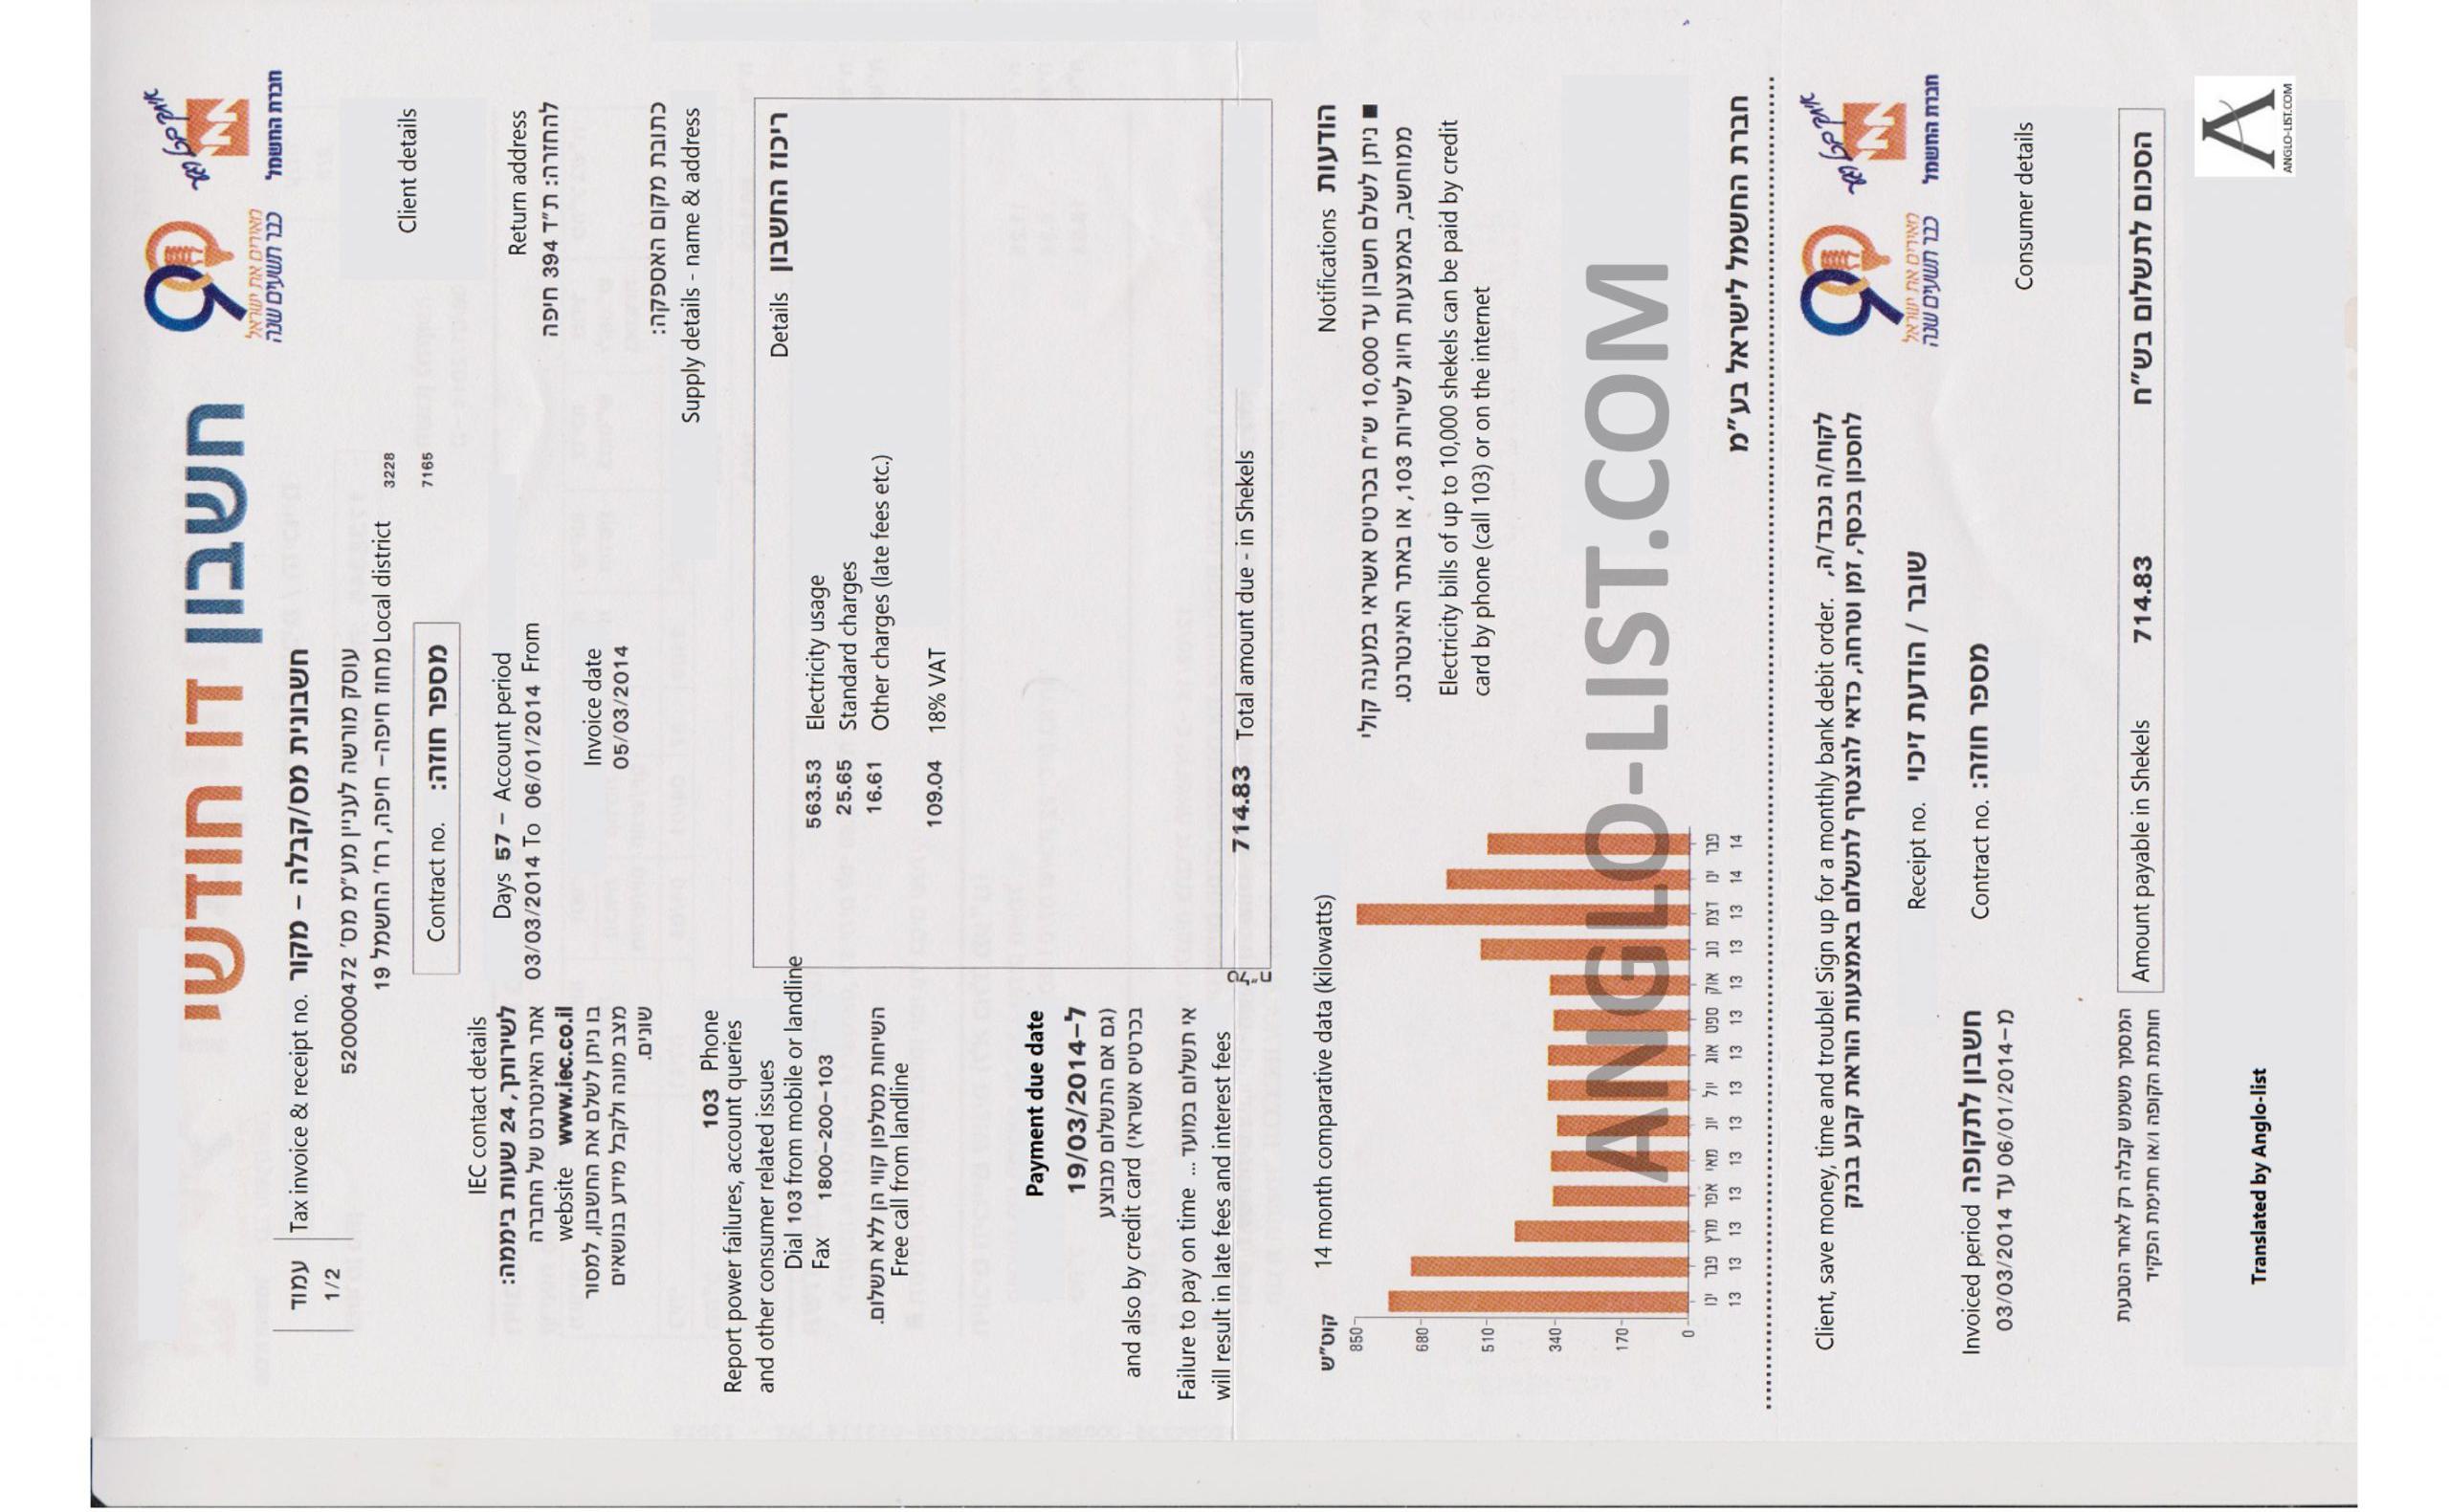 חשבון דו חודשי
90
מאירים את ישראל
כבר תשעים שנה
חברת החשמל
עמוד
1/2
Tax invoice & receipt no. חשבונית מס/קבלה – מקור
עוסק מורשה לעניין מע"מ מס' 520000472
מחוז חיפה– חיפה, רח' החשמל 19 Local district
3228
7165
Client details
Contract no. מספר חוזה:
Return address
להחזרה: ת"ד 394 חיפה
Days 57 – Account period
03/03/2014 To 06/01/2014 From
Invoice date
05/03/2014
כתובת מקום האספקה:
Supply details - name & address
IEC contact details
לשירותך, 24 שעות ביממה:
אתר האינטרנט של החברה
website www.iec.co.il
בו ניתן לשלם את החשבון, למסור
מצב מונה ולקבל מידע בנושאים
שונים.
103 Phone
Report power failures, account queries
and other consumer related issues
Dial 103 from mobile or landline
Fax 1800–200–103
השיחות מטלפון קווי הן ללא תשלום.
Free call from landline
Payment due date
ל–19/03/2014
(גם אם התשלום מבוצע
and also by credit card (בכרטיס אשראי
אי תשלום במועד ... Failure to pay on time
will result in late fees and interest fees
Details ריכוז החשבון
563.53 Electricity usage
25.65 Standard charges
16.61 Other charges (late fees etc.)
109.04 18% VAT
714.83 Total amount due - in Shekels
קוט"ש 14 month comparative data (kilowatts)
850
680
510
340
170
0
ינו פבר מרץ אפר מאי יונ יול אוג ספט אוק נוב דצמ ינו פבר
13 13 13 13 13 13 13 13 13 13 13 13 14 14
Notifications הודעות
■ ניתן לשלם חשבון עד 10,000 ש"ח בכרטיס אשראי במענה קולי
ממוחשב, באמצעות חיוג לשירות 103, או באתר האינטרנט.
Electricity bills of up to 10,000 shekels can be paid by credit
card by phone (call 103) or on the internet
ANGLO-LIST.COM
חברת החשמל לישראל בע"מ
90
מאירים את ישראל
כבר תשעים שנה
חברת החשמל
Client, save money, time and trouble! Sign up for a monthly bank debit order. לקוח/ה נכבד/ה,
לחסכון בכסף, זמן וטרחה, כדאי להצטרף לתשלום באמצעות הוראת קבע בבנק
Receipt no. שובר / הודעת זיכוי
Invoiced period חשבון לתקופה
מ–06/01/2014 עד 03/03/2014
Contract no. מספר חוזה:
Consumer details
המסמך משמש קבלה רק לאחר הטבעת
חותמת הקופה ו/או חתימת הפקיד
Amount payable in Shekels 714.83 הסכום לתשלום בש"ח
Translated by Anglo-list
A
ANGLO-LIST.COM